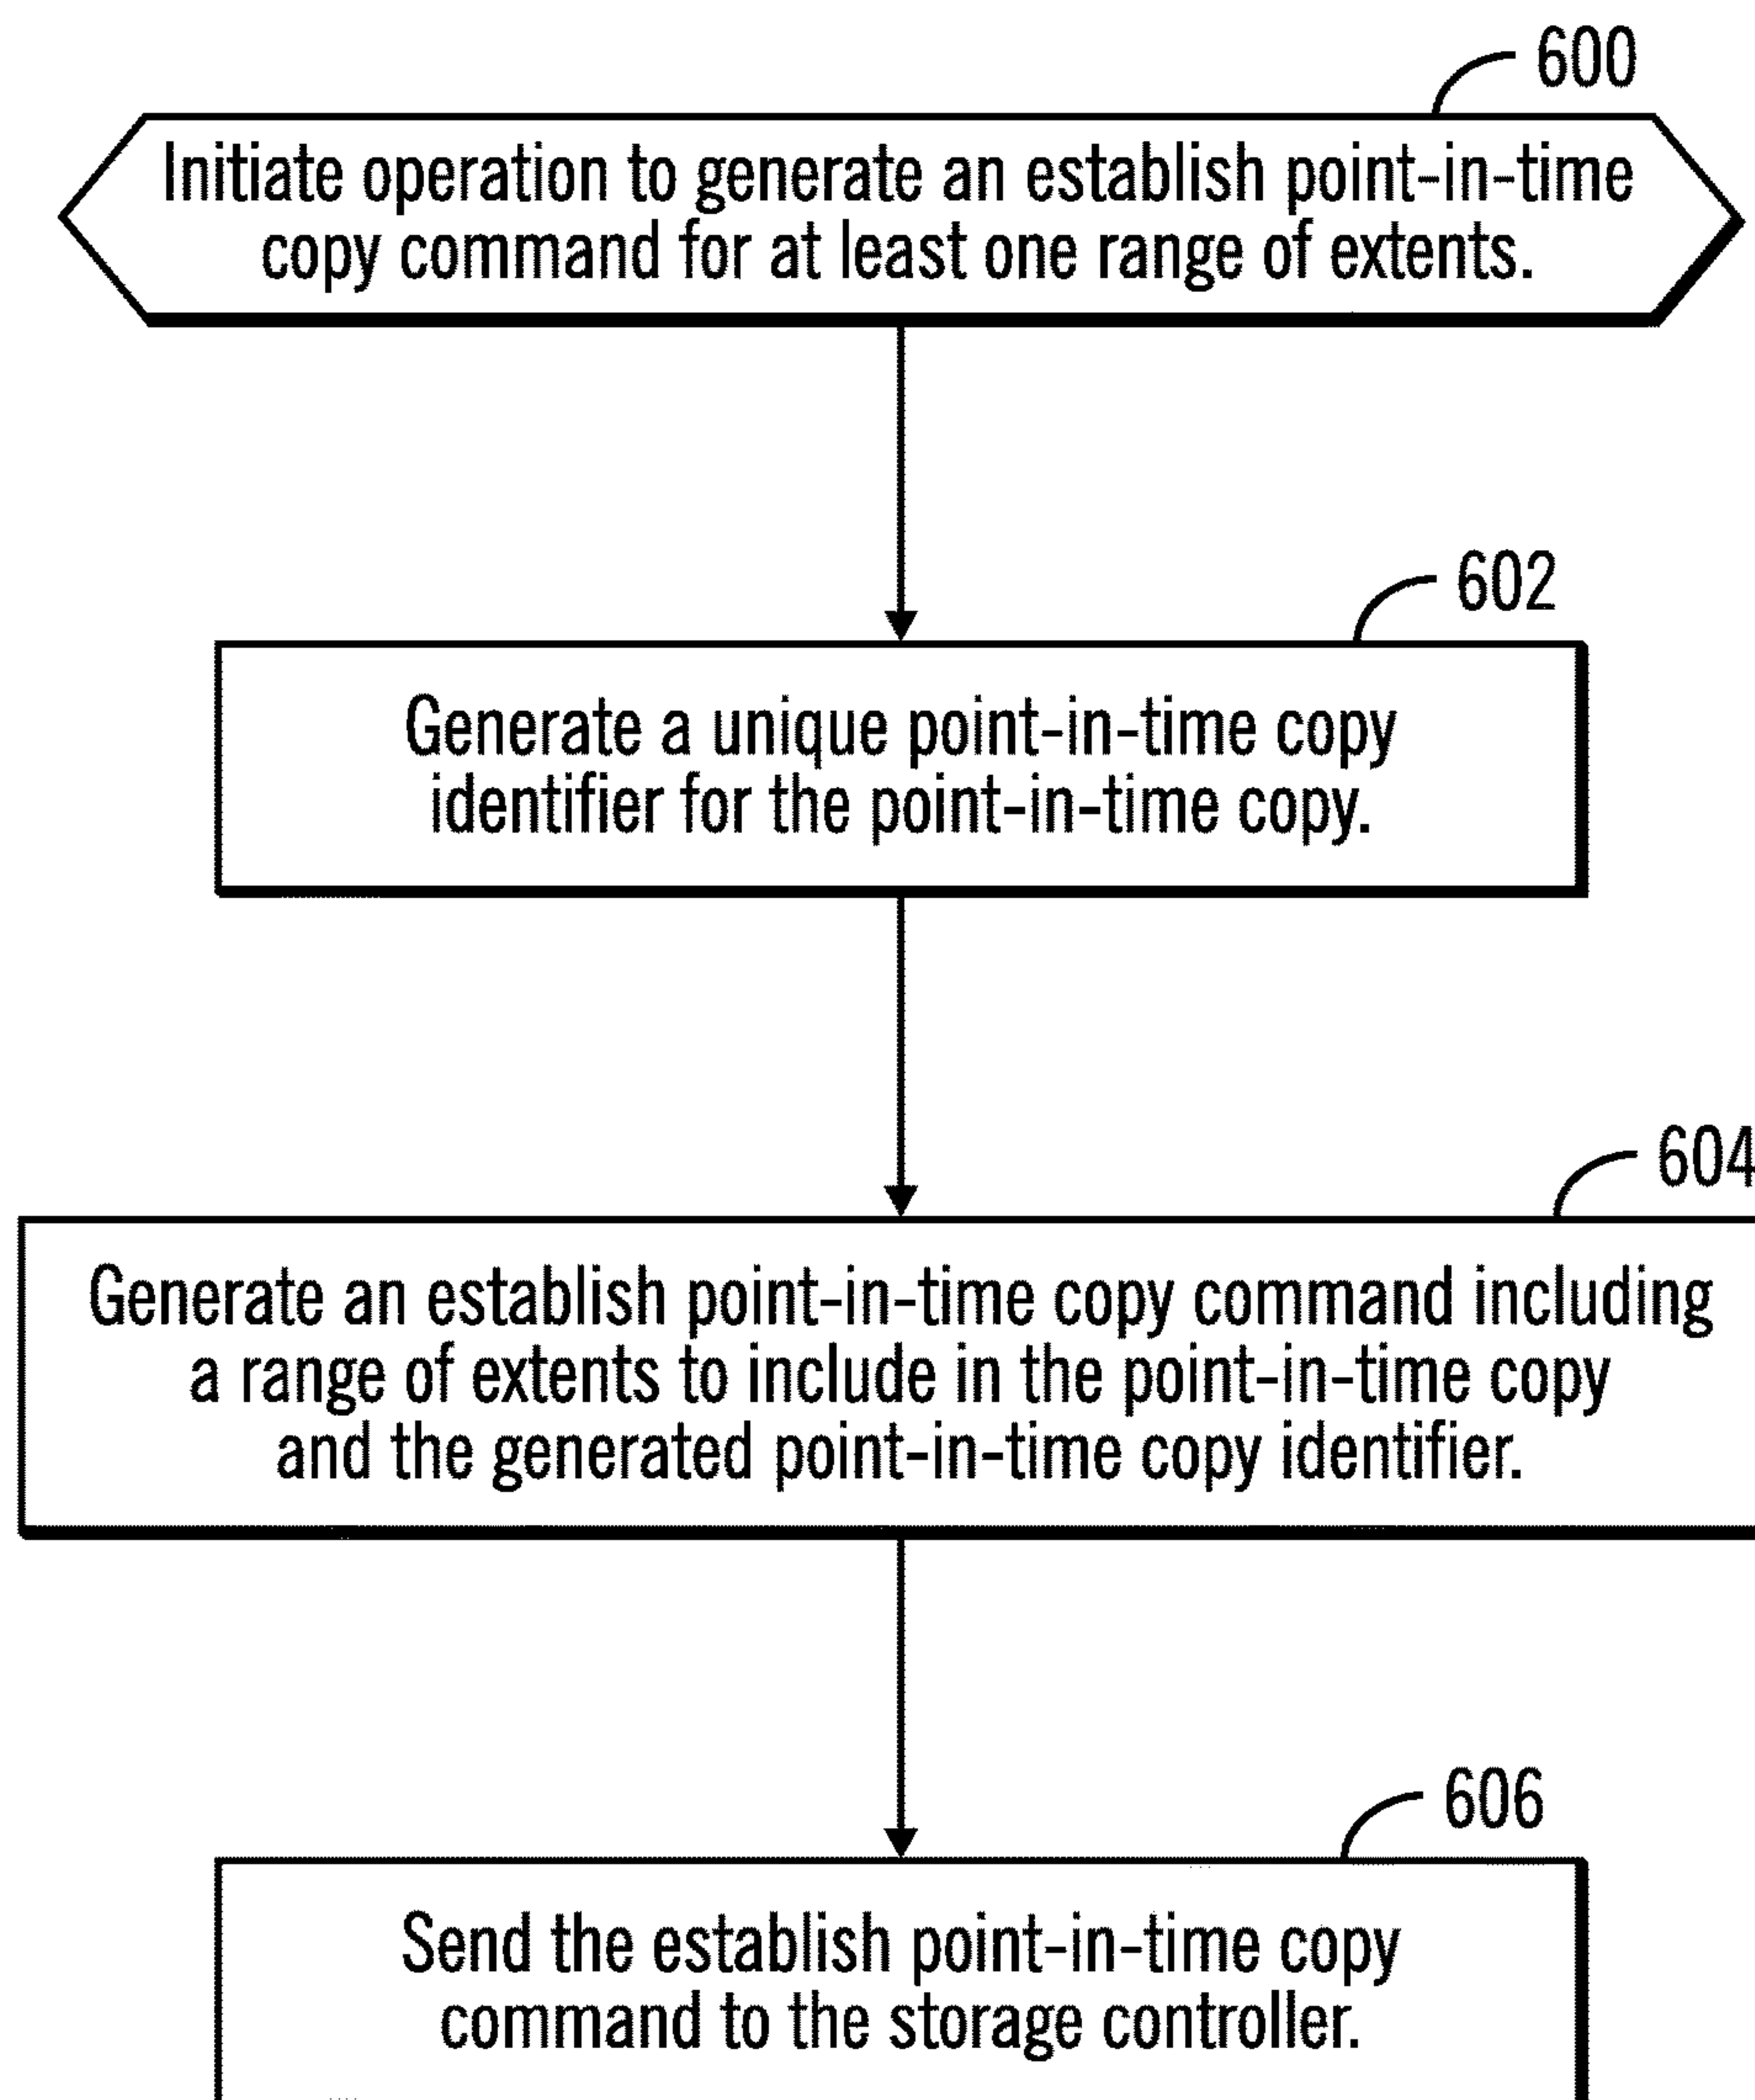 600
Initiate operation to generate an establish point-in-time
copy command for at least one range of extents.
602
Generate a unique point-in-time copy
identifier for the point-in-time copy.
604
Generate an establish point-in-time copy command including
a range of extents to include in the point-in-time copy
and the generated point-in-time copy identifier.
606
Send the establish point-in-time copy
command to the storage controller.